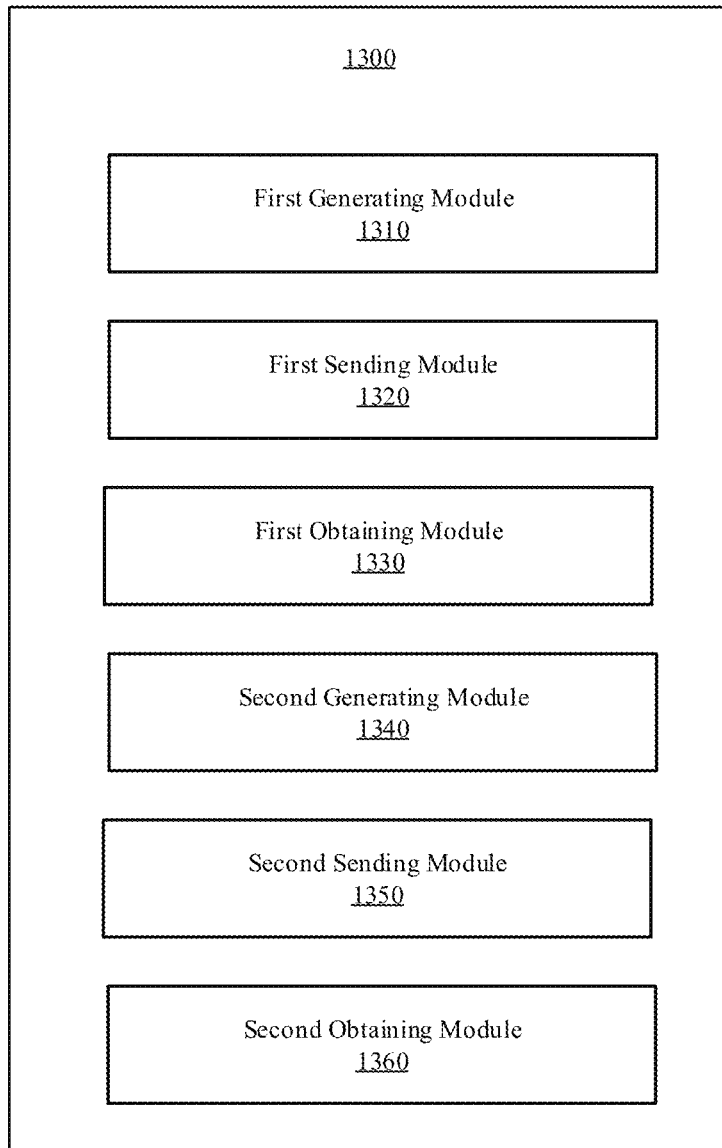 1300
First Generating Module
1310
First Sending Module
1320
First Obtaining Module
1330
Second Generating Module
1340
Second Sending Module
1350
Second Obtaining Module
1360